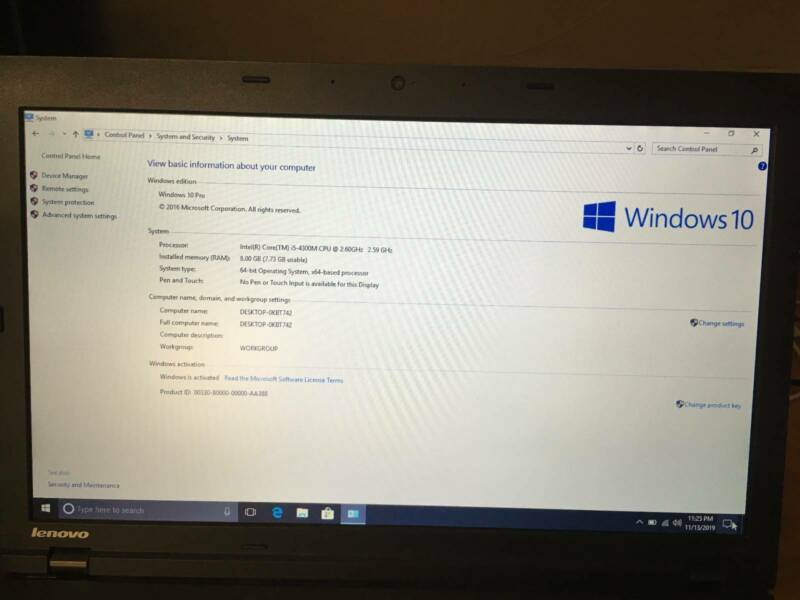 System
Control Panel > System and Security > System
Search Control Panel
?
Control Panel Home
Device Manager
Remote settings
System protection
Advanced system settings
View basic information about your computer
Windows edition
Windows 10 Pro
© 2016 Microsoft Corporation. All rights reserved.
Windows 10
System
Processor: Intel(R) Core(TM) i5-4300M CPU @ 2.60GHz 2.59 GHz
Installed memory (RAM): 8.00 GB (7.73 GB usable)
System type: 64-bit Operating System, x64-based processor
Pen and Touch: No Pen or Touch Input is available for this Display
Computer name, domain, and workgroup settings
Computer name: DESKTOP-0KBT742
Full computer name: DESKTOP-0KBT742
Computer description:
Workgroup: WORKGROUP
Change settings
Windows activation
Windows is activated Read the Microsoft Software License Terms
Product ID: 00330-80000-00000-AA388
Change product key
See also
Security and Maintenance
Type here to search
11:25 PM
11/13/2019
lenovo